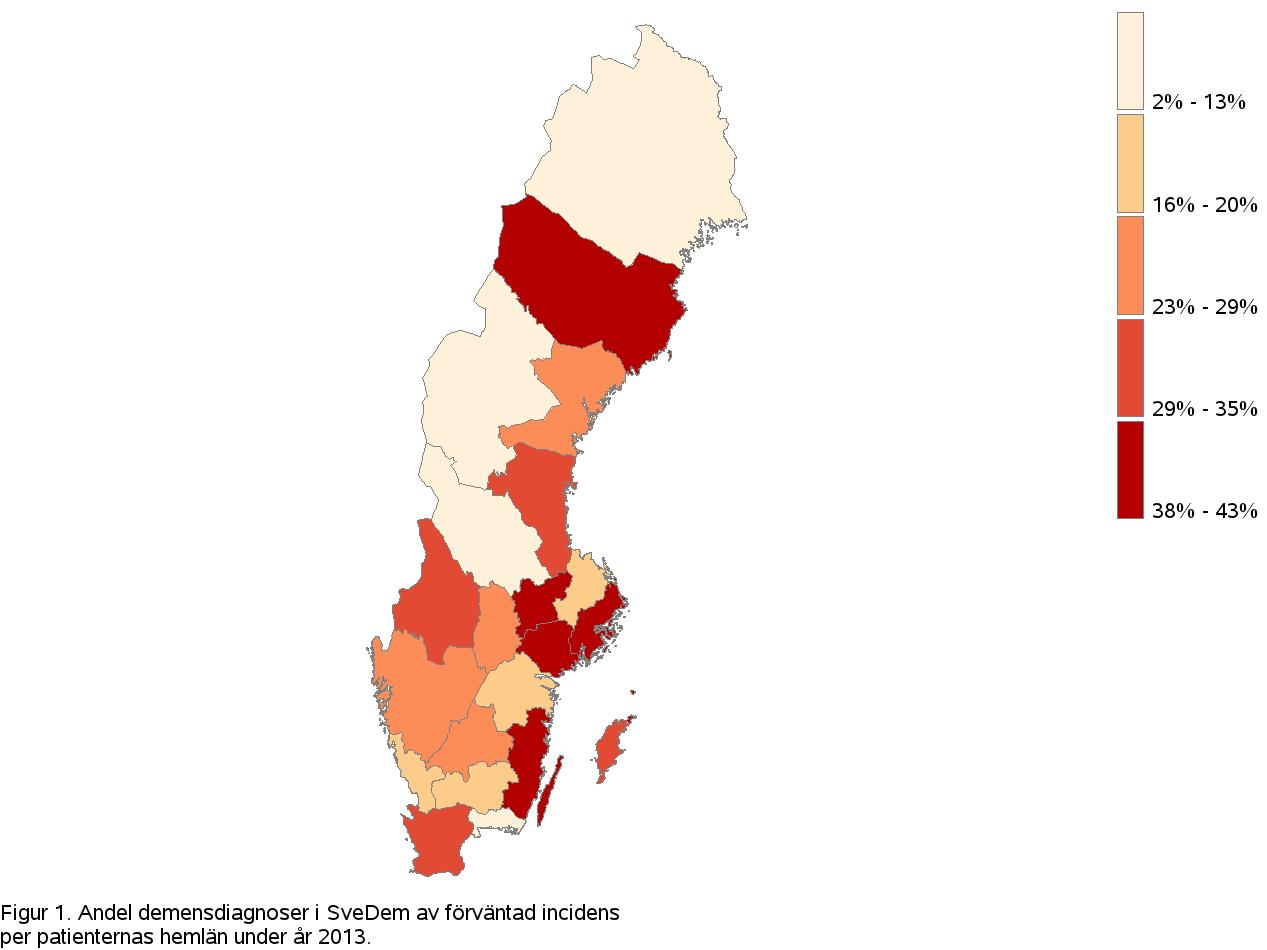 2% - 13%
16% - 20%
23% - 29%
29% - 35%
38% - 43%
Figur 1. Andel demensdiagnoser i SveDem av förväntad incidens
per patienternas hemlän under år 2013.